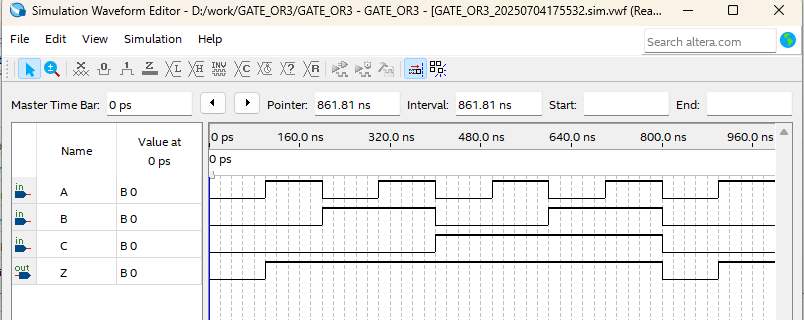 Simulation Waveform Editor - D:/work/GATE_OR3/GATE_OR3 - GATE_OR3 - [GATE_OR3_20250704175532.sim.vwf (Rea...
File Edit View Simulation Help
Search altera.com
Master Time Bar: 0 ps Pointer: 861.81 ns Interval: 861.81 ns Start: End:
Name Value at 0 ps
0 ps 160.0 ns 320.0 ns 480.0 ns 640.0 ns 800.0 ns 960.0 ns
0 ps
in A B 0
in B B 0
in C B 0
out Z B 0